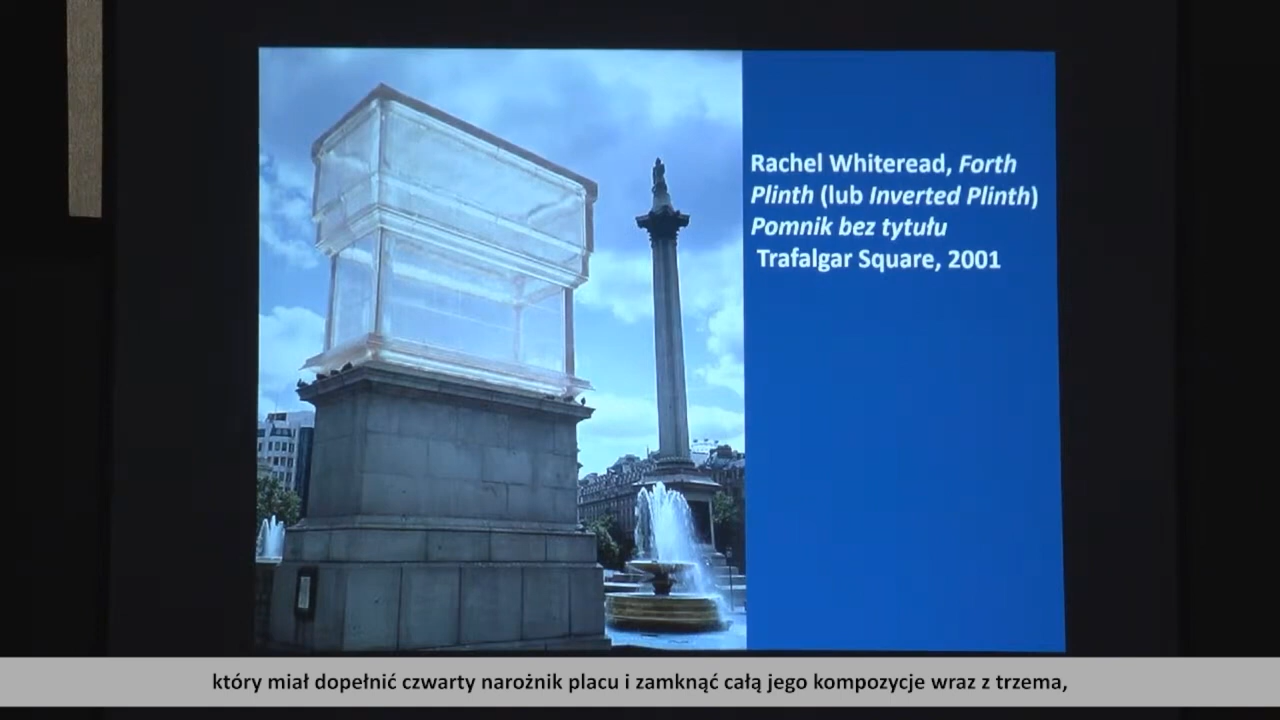 Rachel Whiteread, Forth
Plinth (lub Inverted Plinth)
Pomnik bez tytułu
Trafalgar Square, 2001
który miał dopełnić czwarty narożnik placu i zamknąć całą jego kompozycje wraz z trzema,